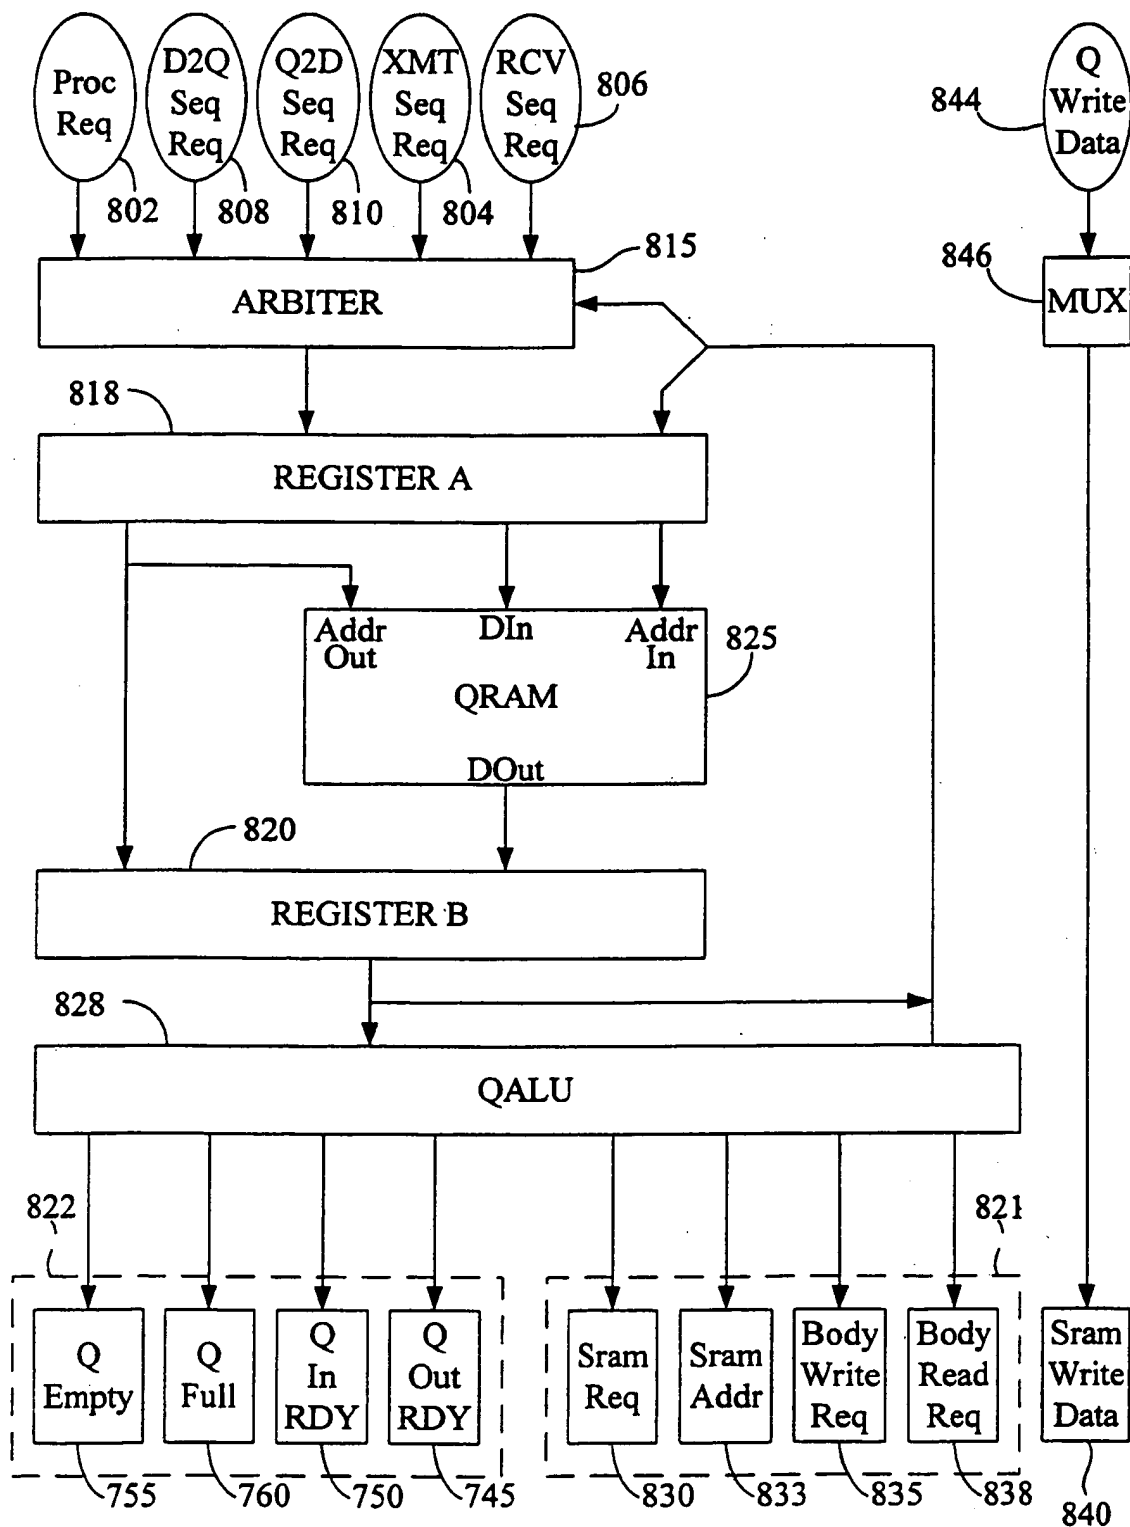 Proc
Req
D2Q
Seq
Req
Q2D
Seq
Req
XMT
Seq
Req
RCV
Seq
Req
806
844
Q
Write
Data
802
808
810
804
815
846
ARBITER
MUX
818
REGISTER A
Addr
Out
DIn
Addr
In
825
QRAM
DOut
820
REGISTER B
828
QALU
822
821
Q
Empty
Q
Full
Q
In
RDY
Q
Out
RDY
Sram
Req
Sram
Addr
Body
Write
Req
Body
Read
Req
Sram
Write
Data
755
760
750
745
830
833
835
838
840